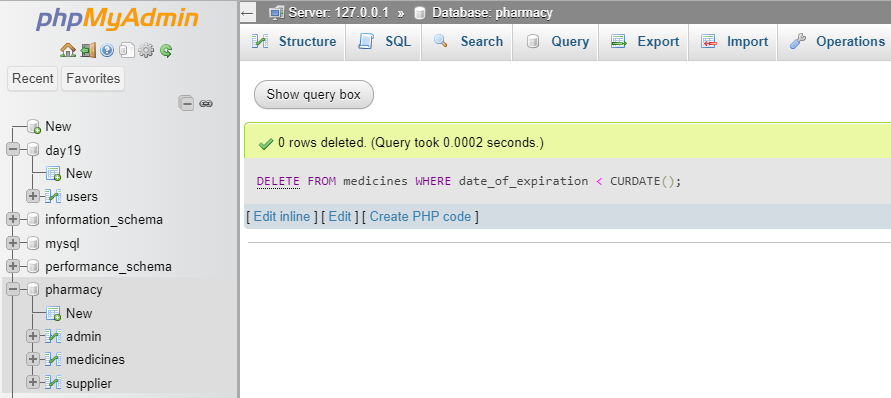 phpMyAdmin
Recent Favorites
New
day19
New
users
information_schema
mysql
performance_schema
pharmacy
New
admin
medicines
supplier
Server: 127.0.0.1 » Database: pharmacy
Structure SQL Search Query Export Import Operations
Show query box
0 rows deleted. (Query took 0.0002 seconds.)
DELETE FROM medicines WHERE date_of_expiration < CURDATE();
[ Edit inline ] [ Edit ] [ Create PHP code ]